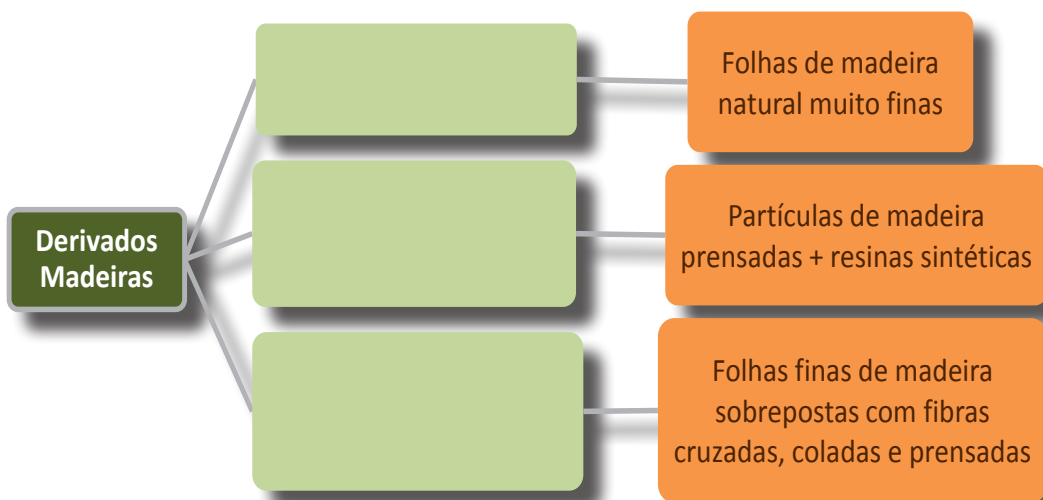 Derivados
Madeiras
Folhas de madeira
natural muito finas
Partículas de madeira
prensadas + resinas sintéticas
Folhas finas de madeira
sobrepostas com fibras
cruzadas, coladas e prensadas